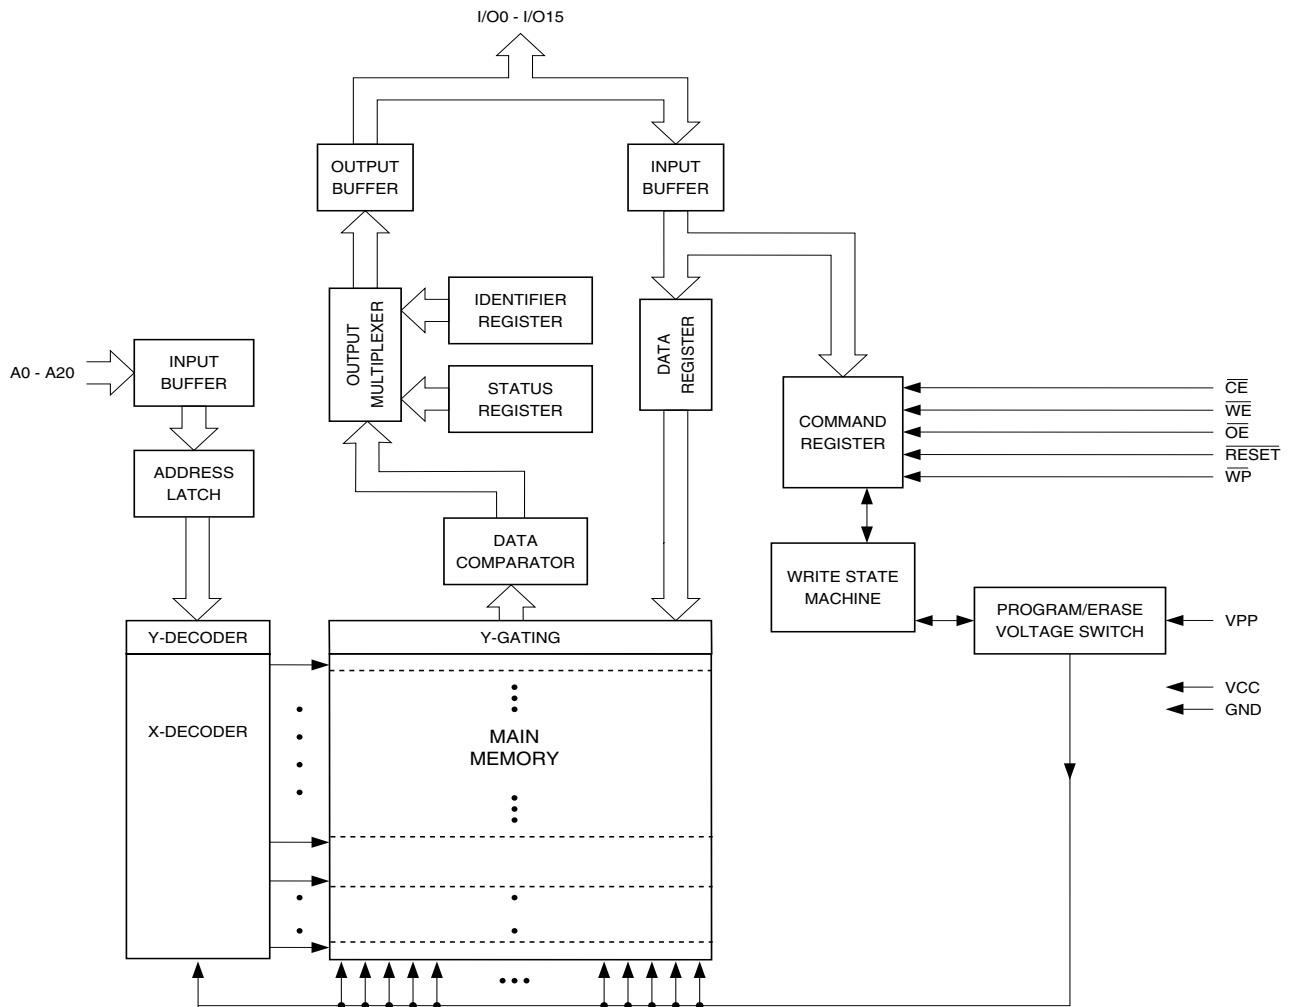 I/O0 - I/O15
OUTPUT
BUFFER
INPUT
BUFFER
IDENTIFIER
REGISTER
OUTPUT
MULTIPLEXER
STATUS
REGISTER
DATA
REGISTER
A0 - A20
INPUT
BUFFER
COMMAND
REGISTER
CE
WE
OE
RESET
WP
ADDRESS
LATCH
DATA
COMPARATOR
WRITE STATE
MACHINE
PROGRAM/ERASE
VOLTAGE SWITCH
VPP
VCC
GND
Y-DECODER
Y-GATING
X-DECODER
MAIN
MEMORY